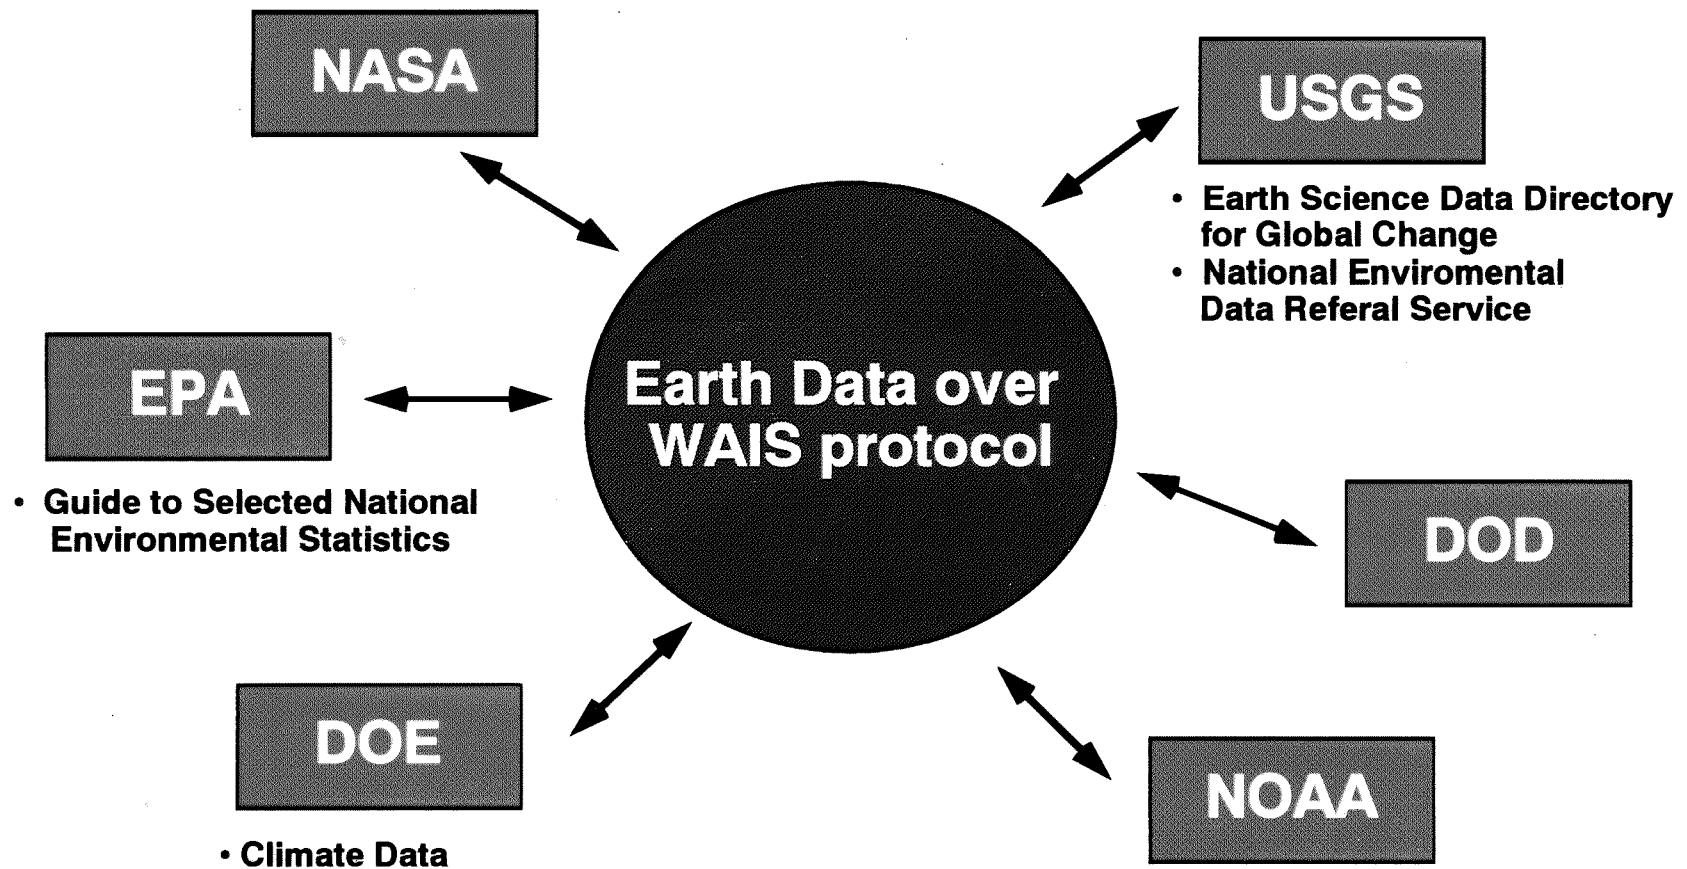 NASA
USGS
• Earth Science Data Directory
for Global Change
• National Enviromental
Data Referal Service
Earth Data over
WAIS protocol
EPA
• Guide to Selected National
Environmental Statistics
DOD
DOE
• Climate Data
NOAA